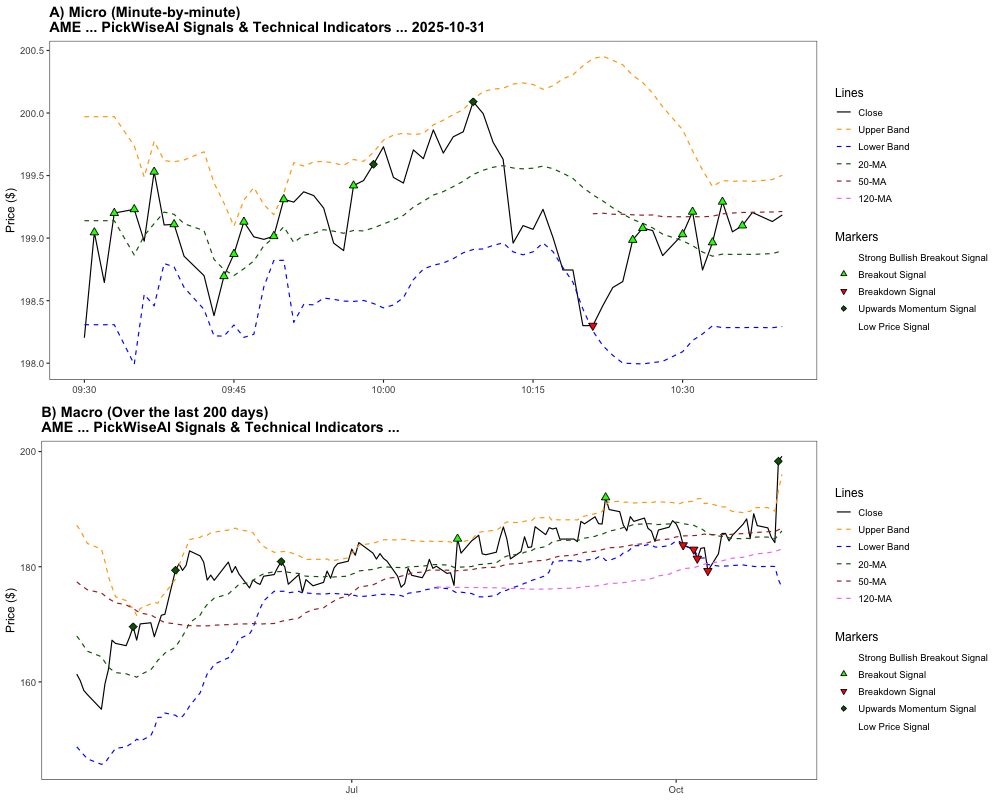 A) Micro (Minute-by-minute)
AME ... PickWiseAI Signals & Technical Indicators ... 2025-10-31
200.5
200.0
199.5
199.0
198.5
198.0
Price ($)
09:30
09:45
10:00
10:15
10:30
Lines
Close
Upper Band
Lower Band
20-MA
50-MA
120-MA
Markers
Strong Bullish Breakout Signal
Breakout Signal
Breakdown Signal
Upwards Momentum Signal
Low Price Signal
B) Macro (Over the last 200 days)
AME ... PickWiseAI Signals & Technical Indicators ...
200
180
160
Price ($)
Jul
Oct
Lines
Close
Upper Band
Lower Band
20-MA
50-MA
120-MA
Markers
Strong Bullish Breakout Signal
Breakout Signal
Breakdown Signal
Upwards Momentum Signal
Low Price Signal